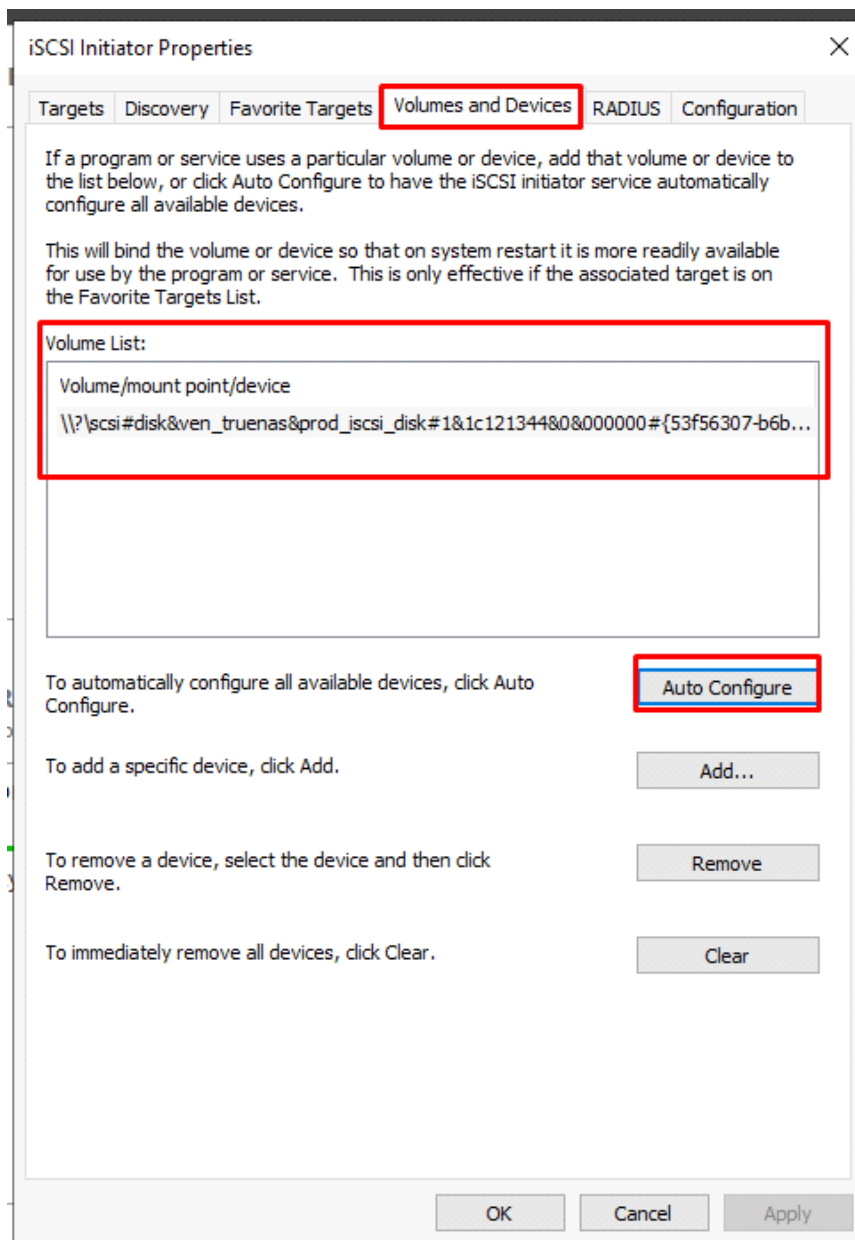 iSCSI Initiator Properties
Targets Discovery Favorite Targets Volumes and Devices RADIUS Configuration
If a program or service uses a particular volume or device, add that volume or device to
the list below, or click Auto Configure to have the iSCSI initiator service automatically
configure all available devices.
This will bind the volume or device so that on system restart it is more readily available
for use by the program or service. This is only effective if the associated target is on
the Favorite Targets List.
Volume List:
Volume/mount point/device
\\?\scsi#disk&ven_truenas&prod_iscsi_disk#1&1c121344&0&000000#{53f56307-b6b...
To automatically configure all available devices, click Auto
Configure.
Auto Configure
To add a specific device, click Add.
Add...
To remove a device, select the device and then click
Remove.
Remove
To immediately remove all devices, click Clear.
Clear
OK Cancel Apply